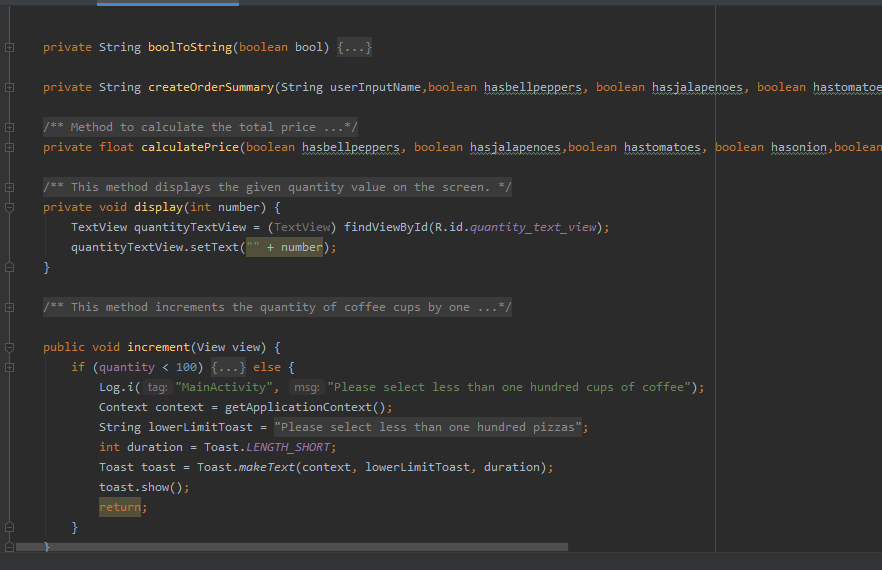 private String boolToString(boolean bool) {...}
private String createOrderSummary(String userInputName,boolean hasbellpeppers, boolean hasjalapenoes, boolean hastomatoe
/** Method to calculate the total price ...*/
private float calculatePrice(boolean hasbellpeppers, boolean hasjalapenoes,boolean hastomatoes, boolean hasonion,boolean
/** This method displays the given quantity value on the screen. */
private void display(int number) {
TextView quantityTextView = (TextView) findViewById(R.id.quantity_text_view);
quantityTextView.setText("" + number);
}
/** This method increments the quantity of coffee cups by one ...*/
public void increment(View view) {
if (quantity < 100) {...} else {
Log.i( tag: "MainActivity", msg: "Please select less than one hundred cups of coffee");
Context context = getApplicationContext();
String lowerLimitToast = "Please select less than one hundred pizzas";
int duration = Toast.LENGTH_SHORT;
Toast toast = Toast.makeText(context, lowerLimitToast, duration);
toast.show();
return;
}
}